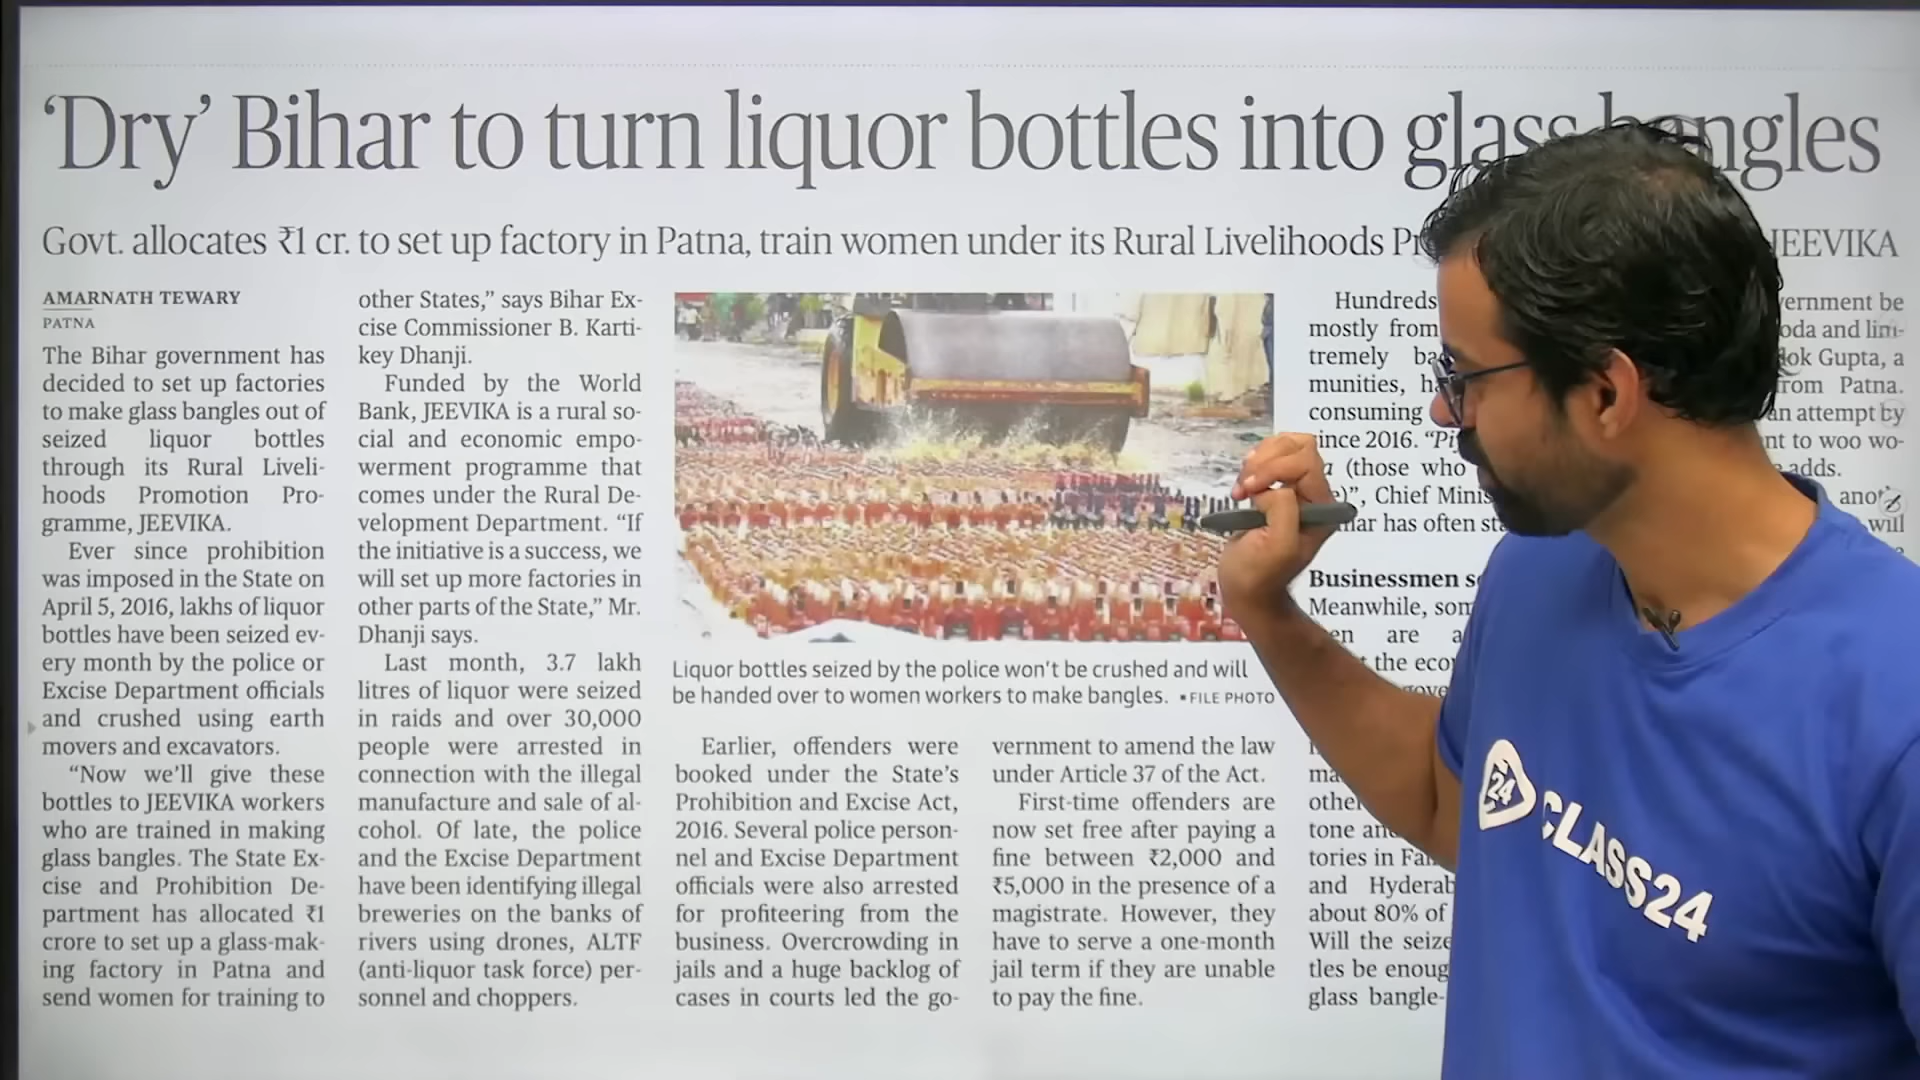 ‘Dry’ Bihar to turn liquor bottles into glass bangles
Govt. allocates ₹1 cr. to set up factory in Patna, train women under its Rural Livelihoods JEEVIKA
AMARNATH TEWARY
PATNA
The Bihar government has
decided to set up factories
to make glass bangles out of
seized liquor bottles
through its Rural Liveli-
hoods Promotion Pro-
gramme, JEEVIKA.
Ever since prohibition
was imposed in the State on
April 5, 2016, lakhs of liquor
bottles have been seized ev-
ery month by the police or
Excise Department officials
and crushed using earth
movers and excavators.
“Now we’ll give these
bottles to JEEVIKA workers
who are trained in making
glass bangles. The State Ex-
cise and Prohibition De-
partment has allocated ₹1
crore to set up a glass-mak-
ing factory in Patna and
send women for training to
other States,” says Bihar Ex-
cise Commissioner B. Karti-
key Dhanji.
Funded by the World
Bank, JEEVIKA is a rural so-
cial and economic empo-
werment programme that
comes under the Rural De-
velopment Department. “If
the initiative is a success, we
will set up more factories in
other parts of the State,” Mr.
Dhanji says.
Last month, 3.7 lakh
litres of liquor were seized
in raids and over 30,000
people were arrested in
connection with the illegal
manufacture and sale of al-
cohol. Of late, the police
and the Excise Department
have been identifying illegal
breweries on the banks of
rivers using drones, ALTF
(anti-liquor task force) per-
sonnel and choppers.
Liquor bottles seized by the police won’t be crushed and will
be handed over to women workers to make bangles. ▪FILE PHOTO
Earlier, offenders were
booked under the State’s
Prohibition and Excise Act,
2016. Several police person-
nel and Excise Department
officials were also arrested
for profiteering from the
business. Overcrowding in
jails and a huge backlog of
cases in courts led the go-
vernment to amend the law
under Article 37 of the Act.
First-time offenders are
now set free after paying a
fine between ₹2,000 and
₹5,000 in the presence of a
magistrate. However, they
have to serve a one-month
jail term if they are unable
to pay the fine.
Hundreds
mostly from
tremely
munities,
consuming
since 2016.
(those who
Chief
has often
Businessmen
Meanwhile,
are
the
tone
tories in
and
about 80% of
Will the
tles be
glass bangle-
vernment be
and lim-
Gupta, a
from Patna.
an attempt by
to woo wo-
adds.
will
24
CLASS24